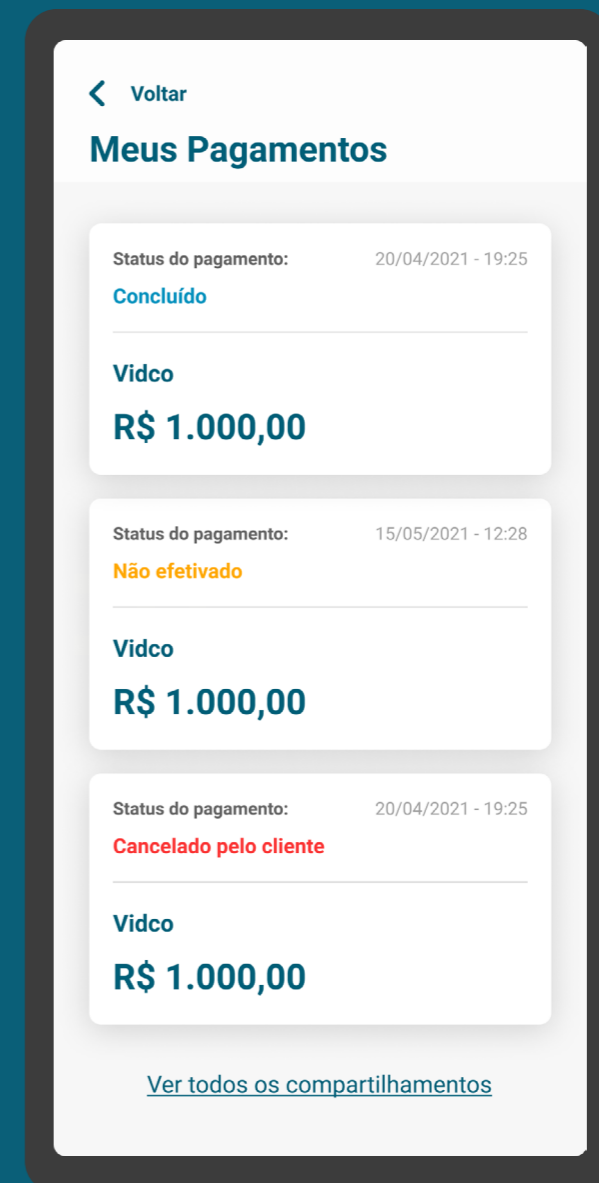 Voltar
Meus Pagamentos
Status do pagamento: 20/04/2021 - 19:25
Concluído
Vidco
R$ 1.000,00
Status do pagamento: 15/05/2021 - 12:28
Não efetivado
Vidco
R$ 1.000,00
Status do pagamento: 20/04/2021 - 19:25
Cancelado pelo cliente
Vidco
R$ 1.000,00
Ver todos os compartilhamentos